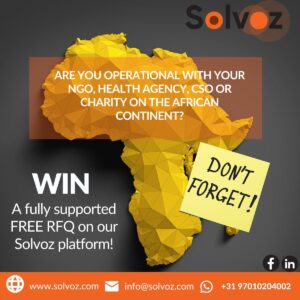 Solvoz
ARE YOU OPERATIONAL WITH YOUR
NGO, HEALTH AGENCY, CSO OR
CHARITY ON THE AFRICAN
CONTINENT?
DON'T
FORGET!
WIN
A fully supported
FREE RFQ on our
Solvoz platform!
f in
www.solvoz.com info@solvoz.com +31 97010204002